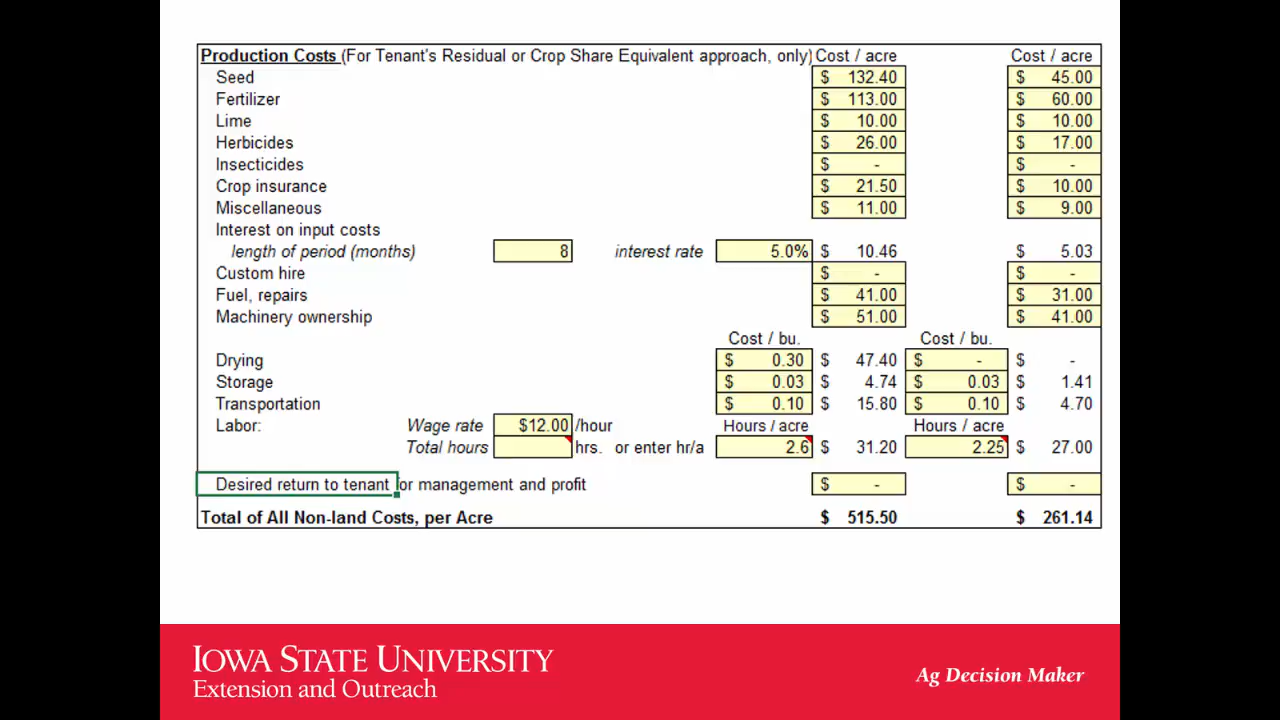 Production Costs (For Tenant's Residual or Crop Share Equivalent approach, only) Cost / acre Cost / acre
Seed $ 132.40 $ 45.00
Fertilizer $ 113.00 $ 60.00
Lime $ 10.00 $ 10.00
Herbicides $ 26.00 $ 17.00
Insecticides $ - $ -
Crop insurance $ 21.50 $ 10.00
Miscellaneous $ 11.00 $ 9.00
Interest on input costs
length of period (months) 8 interest rate 5.0% $ 10.46 $ 5.03
Custom hire $ - $ -
Fuel, repairs $ 41.00 $ 31.00
Machinery ownership $ 51.00 $ 41.00
Cost / bu. Cost / bu.
Drying $ 0.30 $ 47.40 $ - $ -
Storage $ 0.03 $ 4.74 $ 0.03 $ 1.41
Transportation $ 0.10 $ 15.80 $ 0.10 $ 4.70
Labor: Wage rate $12.00 /hour Hours / acre Hours / acre
Total hours hrs. or enter hr/a 2.6 $ 31.20 2.25 $ 27.00
Desired return to tenant for management and profit $ - $ -
Total of All Non-land Costs, per Acre $ 515.50 $ 261.14
IOWA STATE UNIVERSITY
Extension and Outreach
Ag Decision Maker